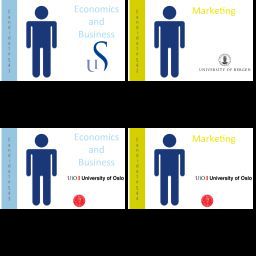 Economics
and
Business
US
Marketing
UNIVERSITY OF BERGEN
Economics
and
Business
UiO University of Oslo
Marketing
UiO University of Oslo